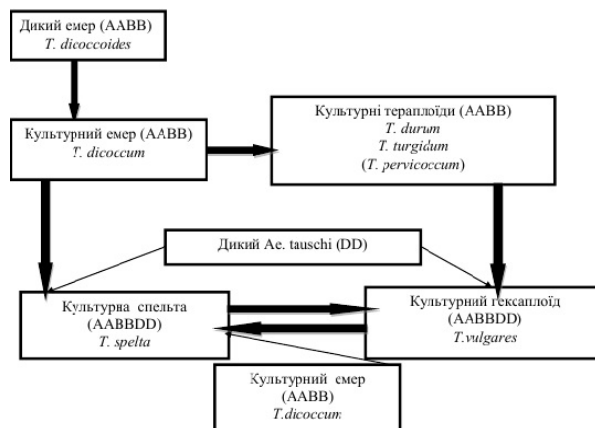 Дикий емер (AABB)
T. dicoccoides
Культурний емер (AABB)
T. dicoccum
Культурні тераплоїди (AABB)
T. durum
T. turgidum
(T. pervicoccum)
Дикий Ae. tauschi (DD)
Культурна спельта
(AABBDD)
T. spelta
Культурний гексаплоїд
(AABBDD)
T.vulgares
Культурний емер
(AABB)
T.dicoccum